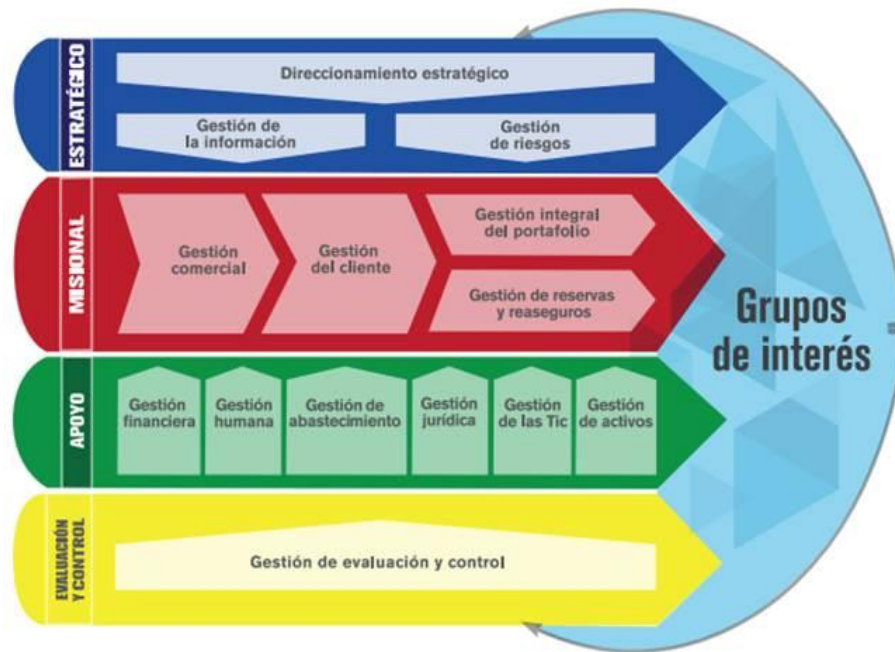 ESTRATÉGICO
Direccionamiento estratégico
Gestión de
la información
Gestión
de riesgos
MISIONAL
Gestión
comercial
Gestión
del cliente
Gestión integral
del portafolio
Gestión de reservas
y reaseguros
APOYO
Gestión
financiera
Gestión
humana
Gestión de
abastecimiento
Gestión
jurídica
Gestión
de las Tic
Gestión
de activos
EVALUACIÓN
Y CONTROL
Gestión de evaluación y control
Grupos
de interés